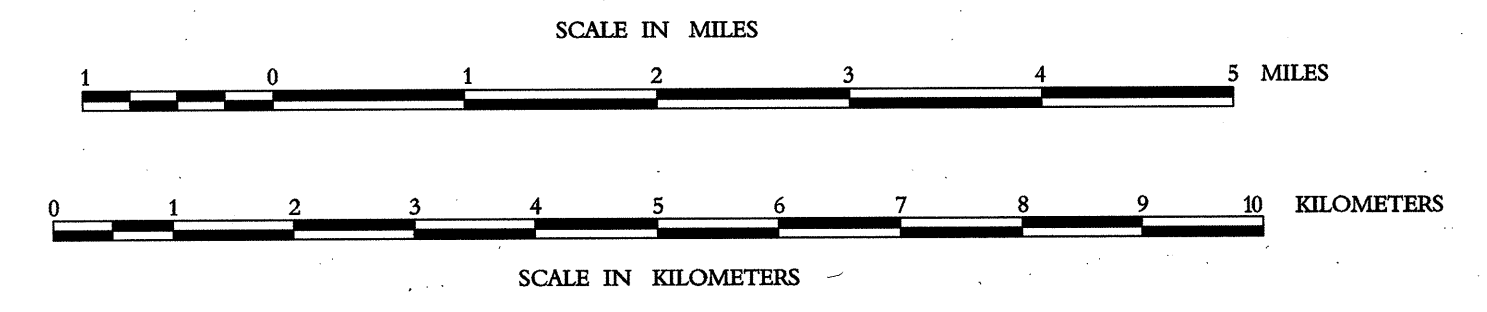 SCALE IN MILES
1 0 1 2 3 4 5 MILES
0 1 2 3 4 5 6 7 8 9 10 KILOMETERS
SCALE IN KILOMETERS